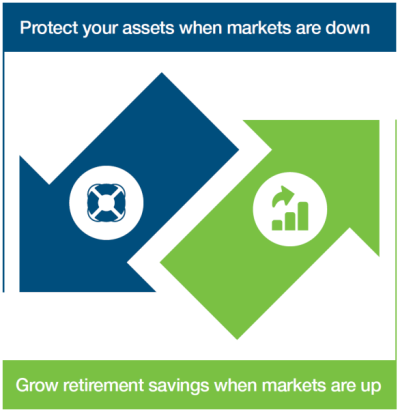 Protect your assets when markets are down
Grow retirement savings when markets are up